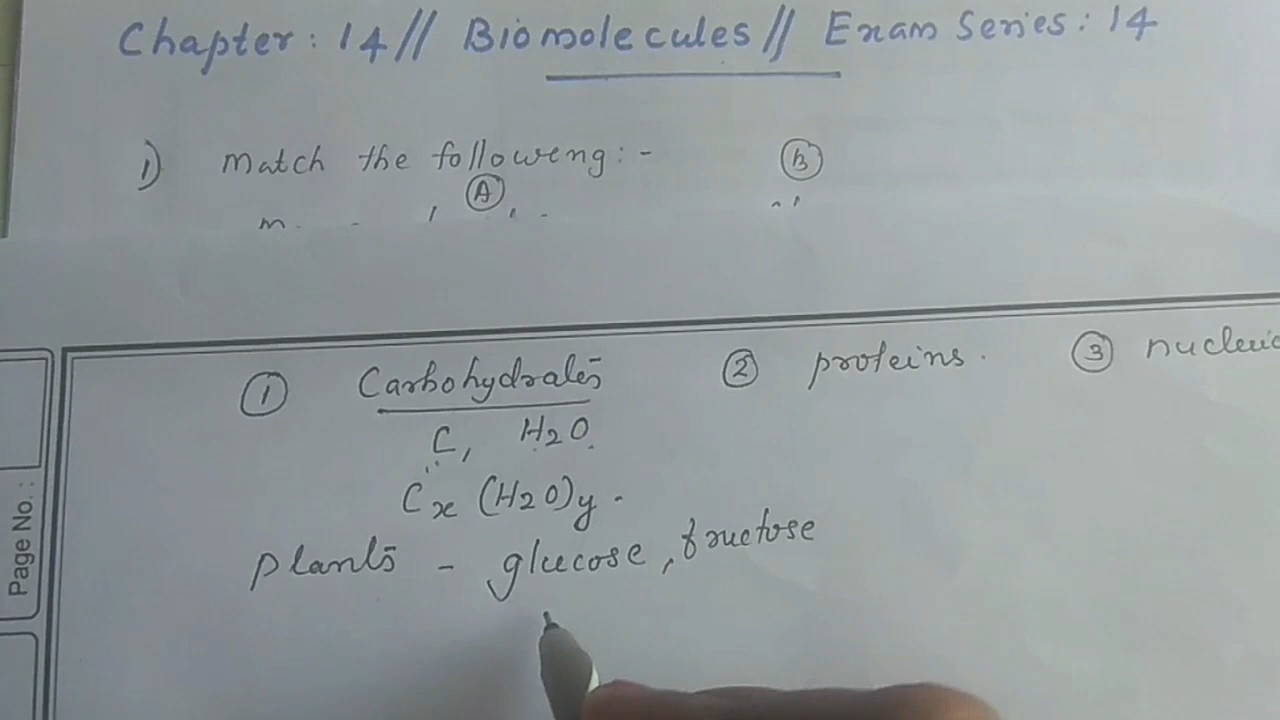 Chapter: 14// Biomolecules// Exam Series: 14
1) Match the following:-
A B
1 Carbohydrates 2 proteins. 3
C, H2O
Cx (H2O)y.
plants - glucose, fructose
Page No.: